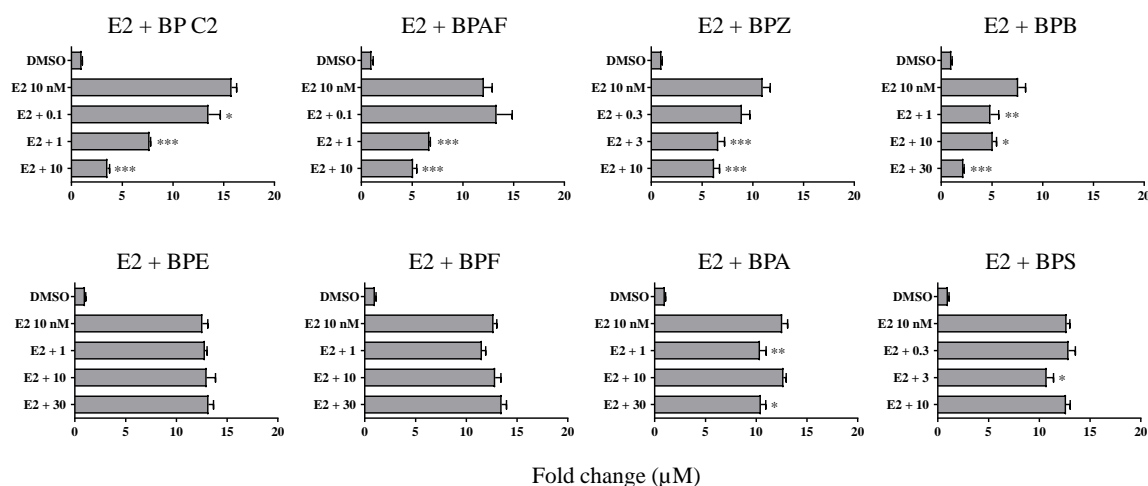 E2 + BP C2
DMSO
E2 10 nM
E2 + 0.1
*
E2 + 1
***
E2 + 10
***
0 5 10 15 20
E2 + BPAF
DMSO
E2 10 nM
E2 + 0.1
E2 + 1
***
E2 + 10
***
0 5 10 15 20
E2 + BPZ
DMSO
E2 10 nM
E2 + 0.3
E2 + 3
***
E2 + 10
***
0 5 10 15 20
E2 + BPB
DMSO
E2 10 nM
E2 + 1
**
E2 + 10
*
E2 + 30
***
0 5 10 15 20
E2 + BPE
DMSO
E2 10 nM
E2 + 1
E2 + 10
E2 + 30
0 5 10 15 20
E2 + BPF
DMSO
E2 10 nM
E2 + 1
E2 + 10
E2 + 30
0 5 10 15 20
E2 + BPA
DMSO
E2 10 nM
E2 + 1
**
E2 + 10
E2 + 30
*
0 5 10 15 20
E2 + BPS
DMSO
E2 10 nM
E2 + 0.3
E2 + 3
*
E2 + 10
0 5 10 15 20
Fold change (µM)